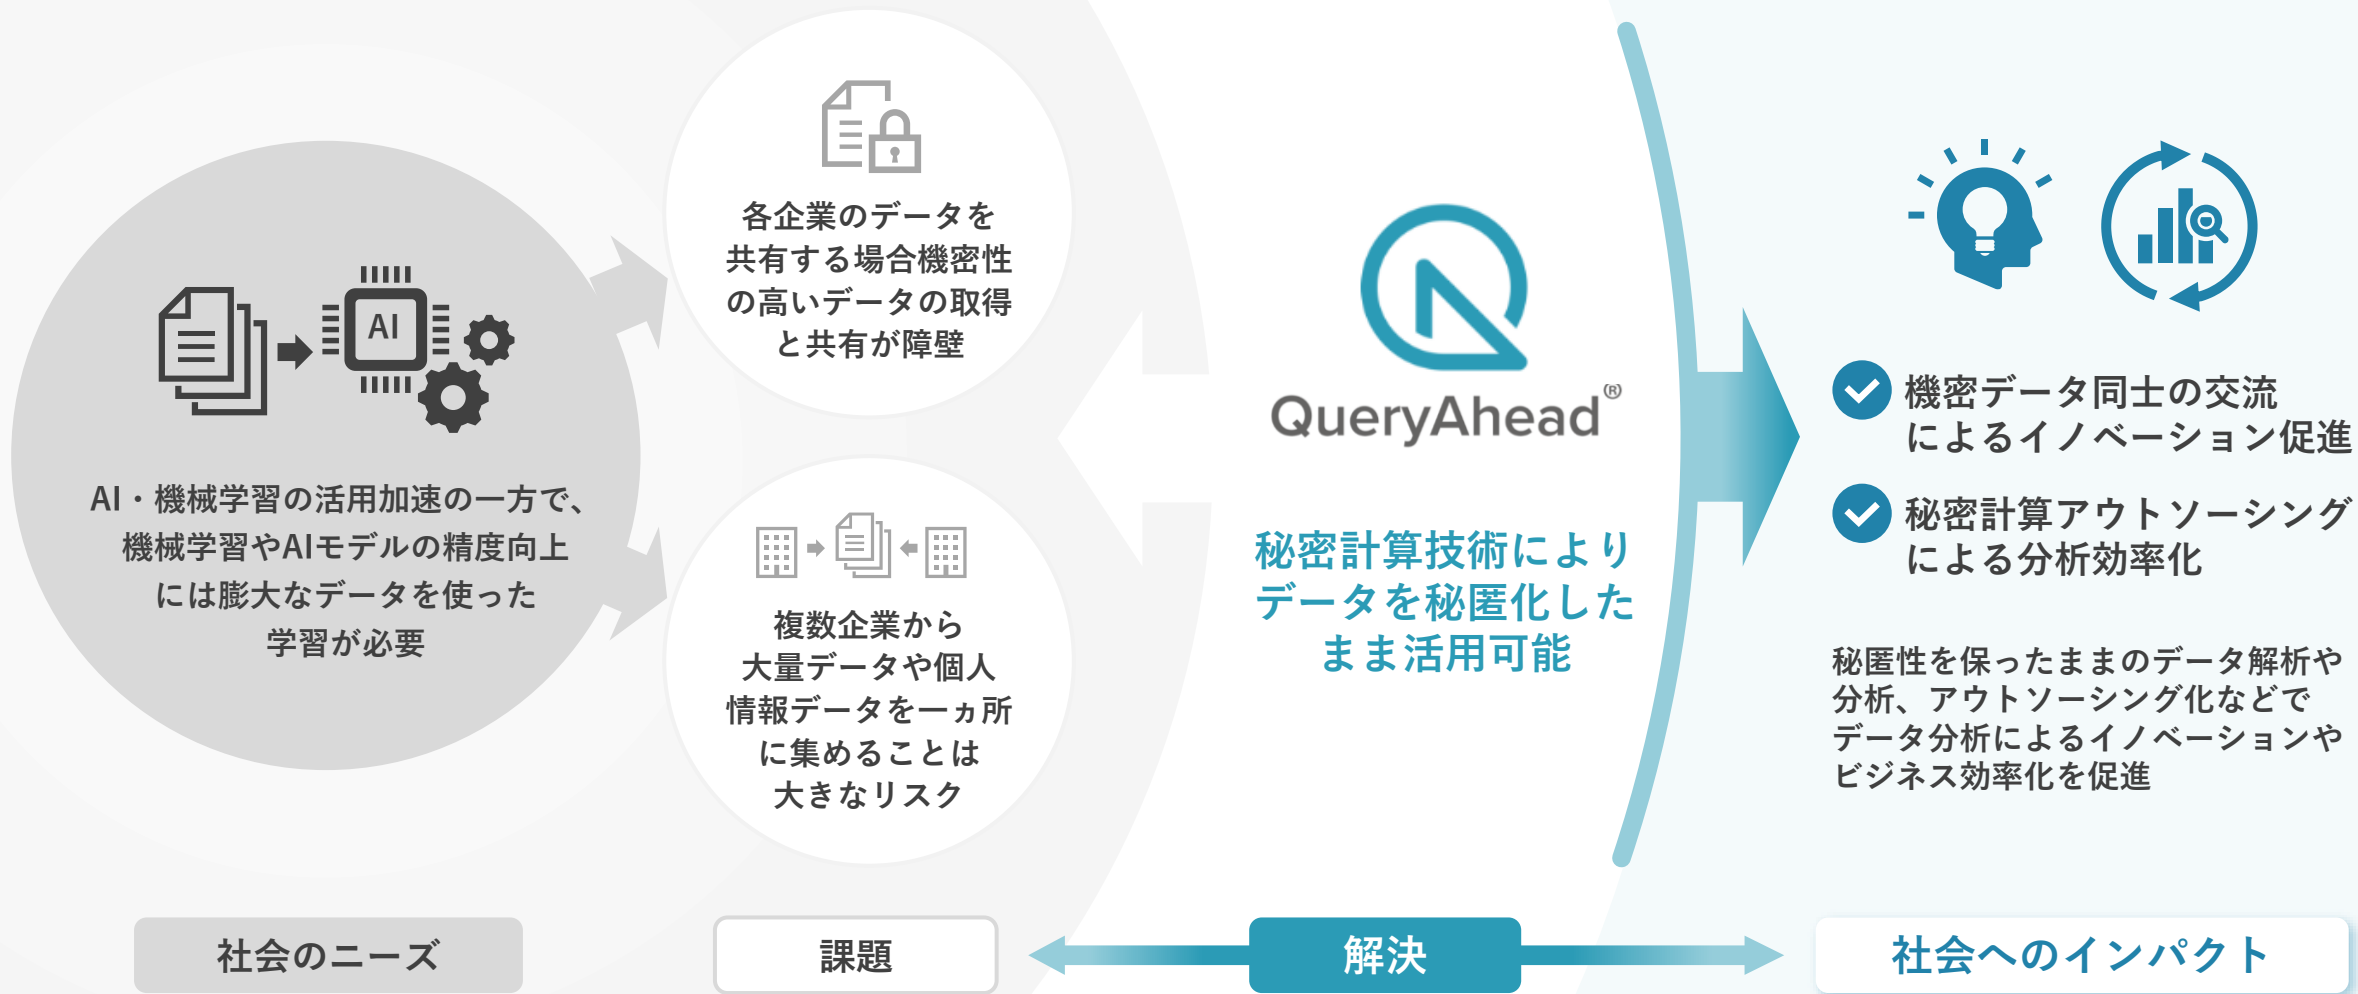 AI
AI・機械学習の活用加速の一方で、
機械学習やAIモデルの精度向上
には膨大なデータを使った
学習が必要
社会のニーズ
各企業のデータを
共有する場合機密性
の高いデータの取得
と共有が障壁
複数企業から
大量データや個人
情報データを一ヵ所
に集めることは
大きなリスク
課題
QueryAhead®
秘密計算技術により
データを秘匿化した
まま活用可能
解決
機密データ同士の交流
によるイノベーション促進
秘密計算アウトソーシング
による分析効率化
秘匿性を保ったままのデータ解析や
分析、アウトソーシング化などで
データ分析によるイノベーションや
ビジネス効率化を促進
社会へのインパクト